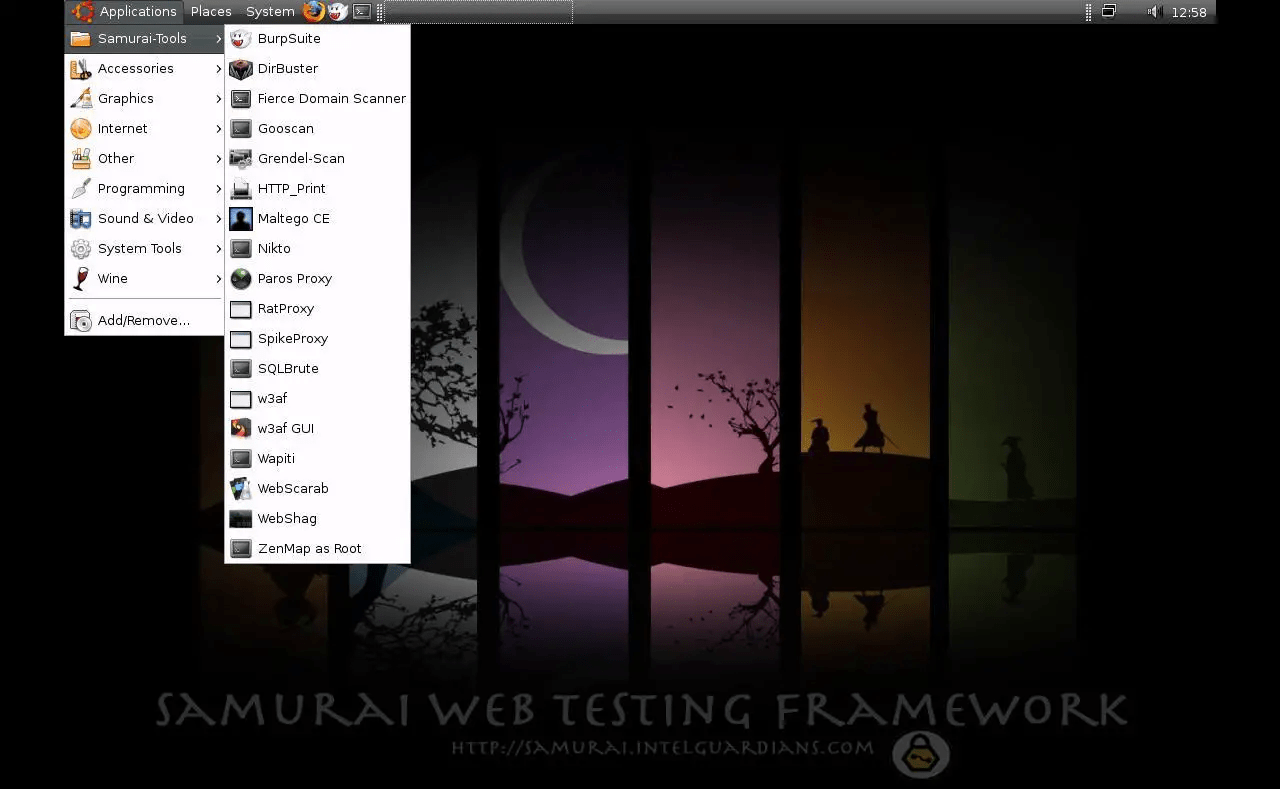 Applications Places System 12:58
Samurai-Tools
Accessories
Graphics
Internet
Other
Programming
Sound & Video
System Tools
Wine
Add/Remove...
BurpSuite
DirBuster
Fierce Domain Scanner
Gooscan
Grendel-Scan
HTTP_Print
Maltego CE
Nikto
Paros Proxy
RatProxy
SpikeProxy
SQLBrute
w3af
w3af GUI
Wapiti
WebScarab
WebShag
ZenMap as Root
SAMURAI WEB TESTING FRAMEWORK
HTTP://SAMURAI.INTELGUARDIANS.COM